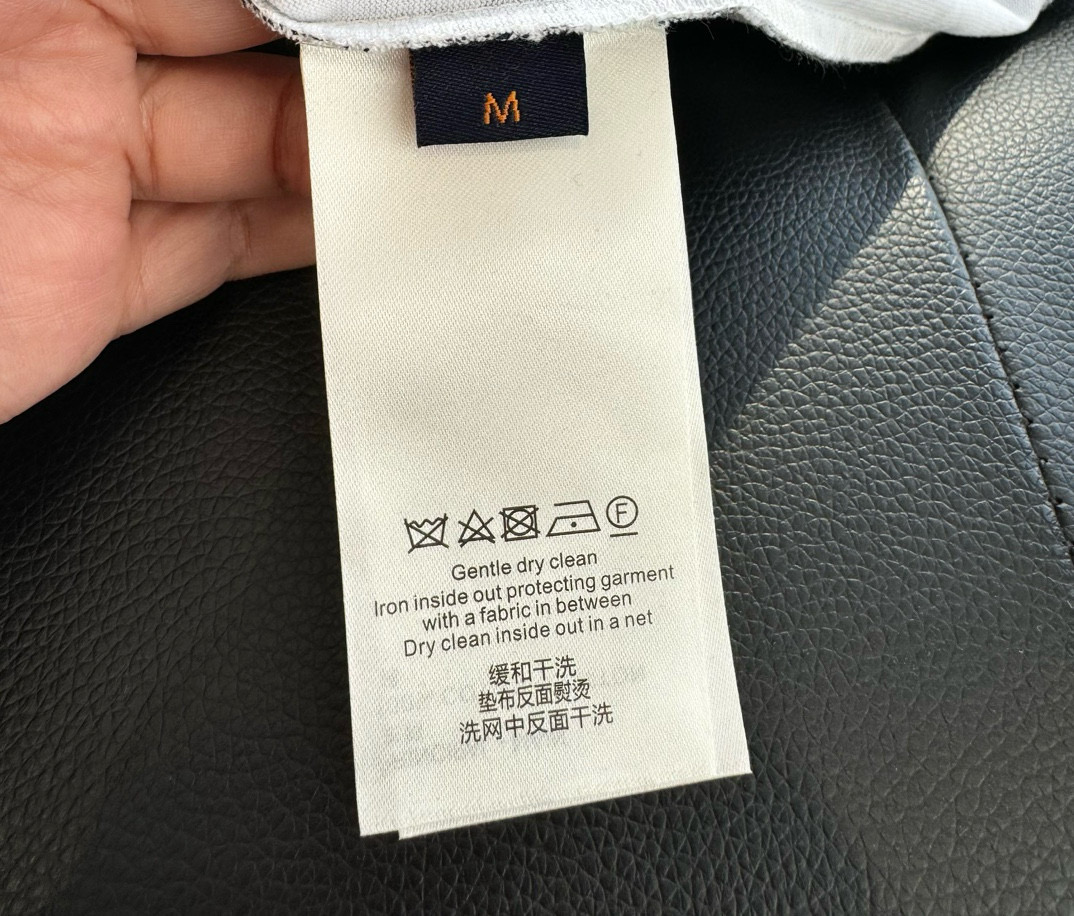 M
F
Gentle dry clean
Iron inside out protecting garment
with a fabric in between
Dry clean inside out in a net
缓和干洗
垫布反面熨烫
洗网中反面干洗